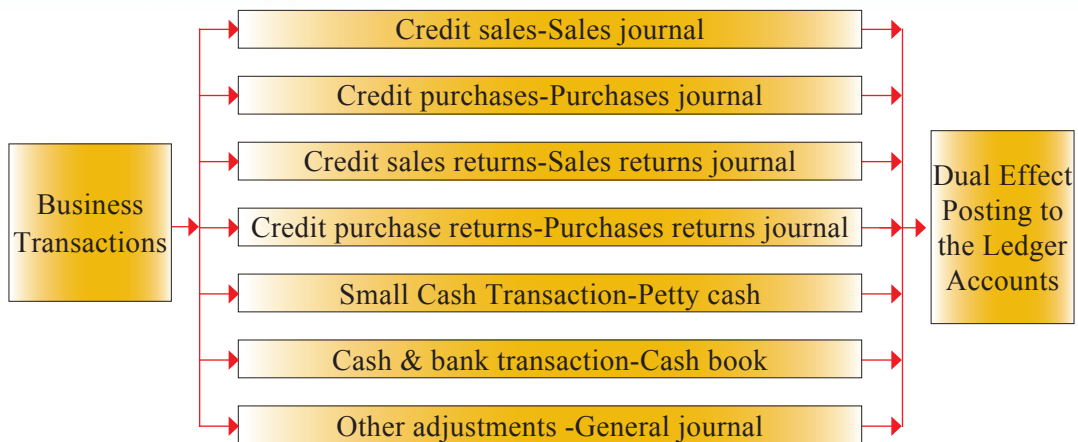 Credit sales-Sales journal
Credit purchases-Purchases journal
Credit sales returns-Sales returns journal
Business
Transactions
Credit purchase returns-Purchases returns journal
Small Cash Transaction-Petty cash
Cash & bank transaction-Cash book
Other adjustments -General journal
Dual Effect
Posting to
the Ledger
Accounts